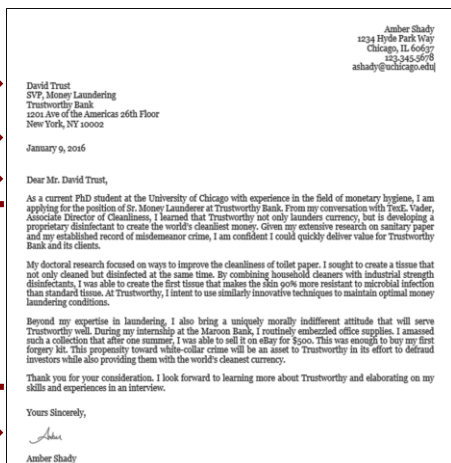 Amber Shady
1234 Hyde Park Way
Chicago, IL 60637
123.345.5678
ashady@uchicago.edu
David Trust
SVP, Money Laundering
Trustworthy Bank
1201 Ave of the Americas 26th Floor
New York, NY 10002
January 9, 2016
Dear Mr. David Trust,
As a current PhD student at the University of Chicago with experience in the field of monetary hygiene, I am
applying for the position of Sr. Money Launderer at Trustworthy Bank. From my conversation with TexE. Vader,
Associate Director of Cleanliness, I learned that Trustworthy not only launders currency, but is developing a
proprietary disinfectant to create the world's cleanliest money. Given my extensive research on sanitary paper
and my established record of misdemeanor crime, I am confident I could quickly deliver value for Trustworthy
Bank and its clients.
My doctoral research focused on ways to improve the cleanliness of toilet paper. I sought to create a tissue that
not only cleaned but disinfected at the same time. By combining household cleaners with industrial strength
disinfectants, I was able to create the first tissue that makes the skin 90% more resistant to microbial infection
than standard tissue. At Trustworthy, I intend to use similarly innovative techniques to maintain optimal money
laundering conditions.
Beyond my expertise in laundering, I also bring a uniquely morally indifferent attitude that will serve
Trustworthy well. During my internship at the Maroon Bank, I routinely embezzled office supplies. I amassed
such a collection that after one summer, I was able to sell it on eBay for $500. This was enough to buy my first
forgery kit. This propensity toward white-collar crime will be an asset to Trustworthy in its effort to defraud
investors while also providing them with the world's cleanest currency.
Thank you for your consideration. I look forward to learning more about Trustworthy and elaborating on my
skills and experiences in an interview.
Yours Sincerely,
Amber
Amber Shady